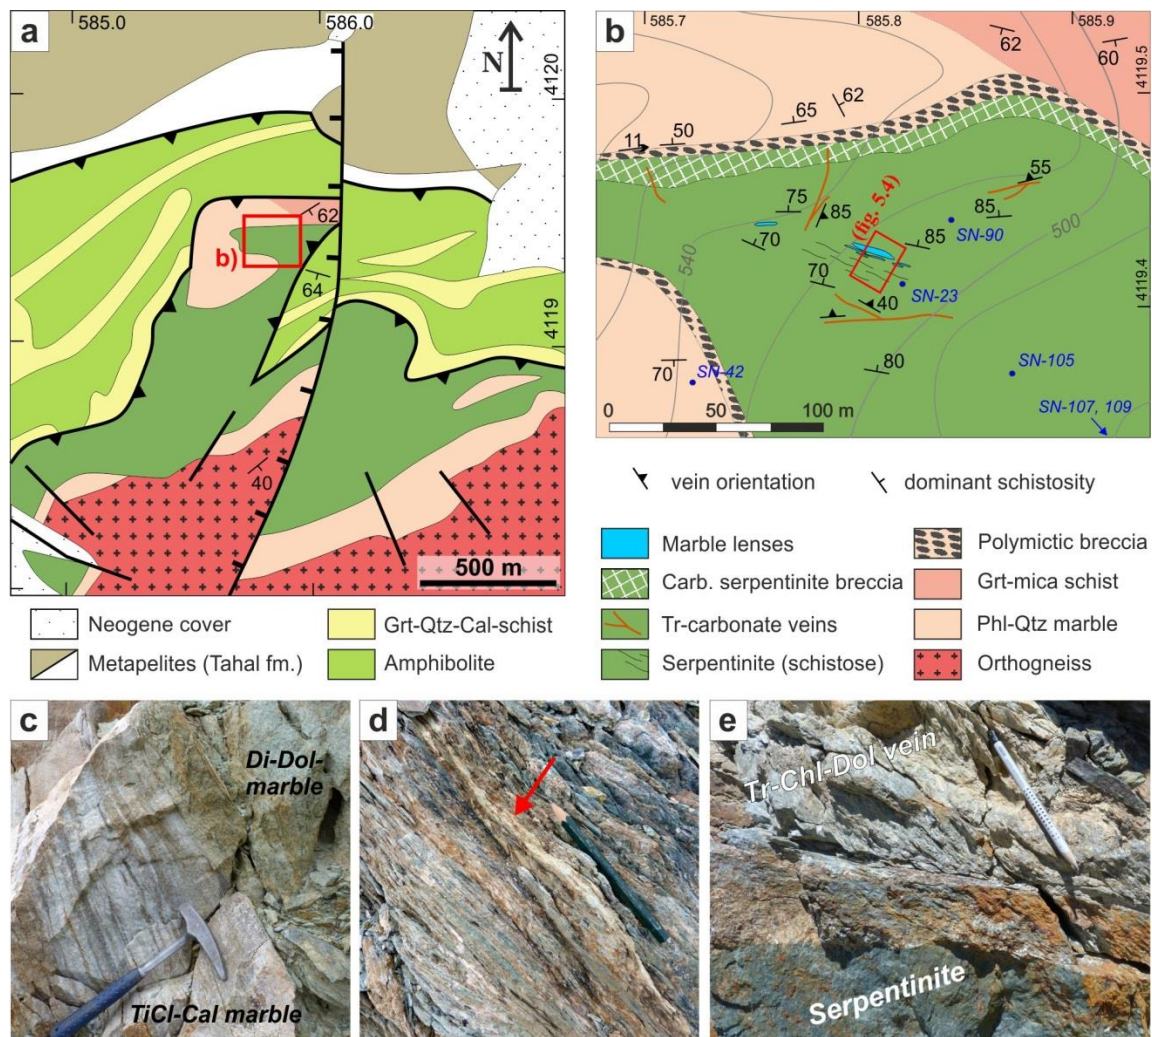 a
585.0
586.0
N
4120
62
b)
64
4119
40
500 m
Neogene cover
Metapelites (Tahal fm.)
Grt-Qtz-Cal-schist
Amphibolite
b
585.7
585.8
585.9
4119.5
62
60
62
65
50
11
55
75
85
85
(fig. 5.4)
SN-90
70
85
500
540
4119.4
70
SN-23
40
80
70
SN-42
SN-105
0
50
100 m
SN-107, 109
vein orientation
dominant schistosity
Marble lenses
Polymictic breccia
Carb. serpentinite breccia
Grt-mica schist
Tr-carbonate veins
Phl-Qtz marble
Serpentinite (schistose)
Orthogneiss
c
Di-Dol-
marble
TiCl-Cal marble
d
e
Tr-Chl-Dol vein
Serpentinite